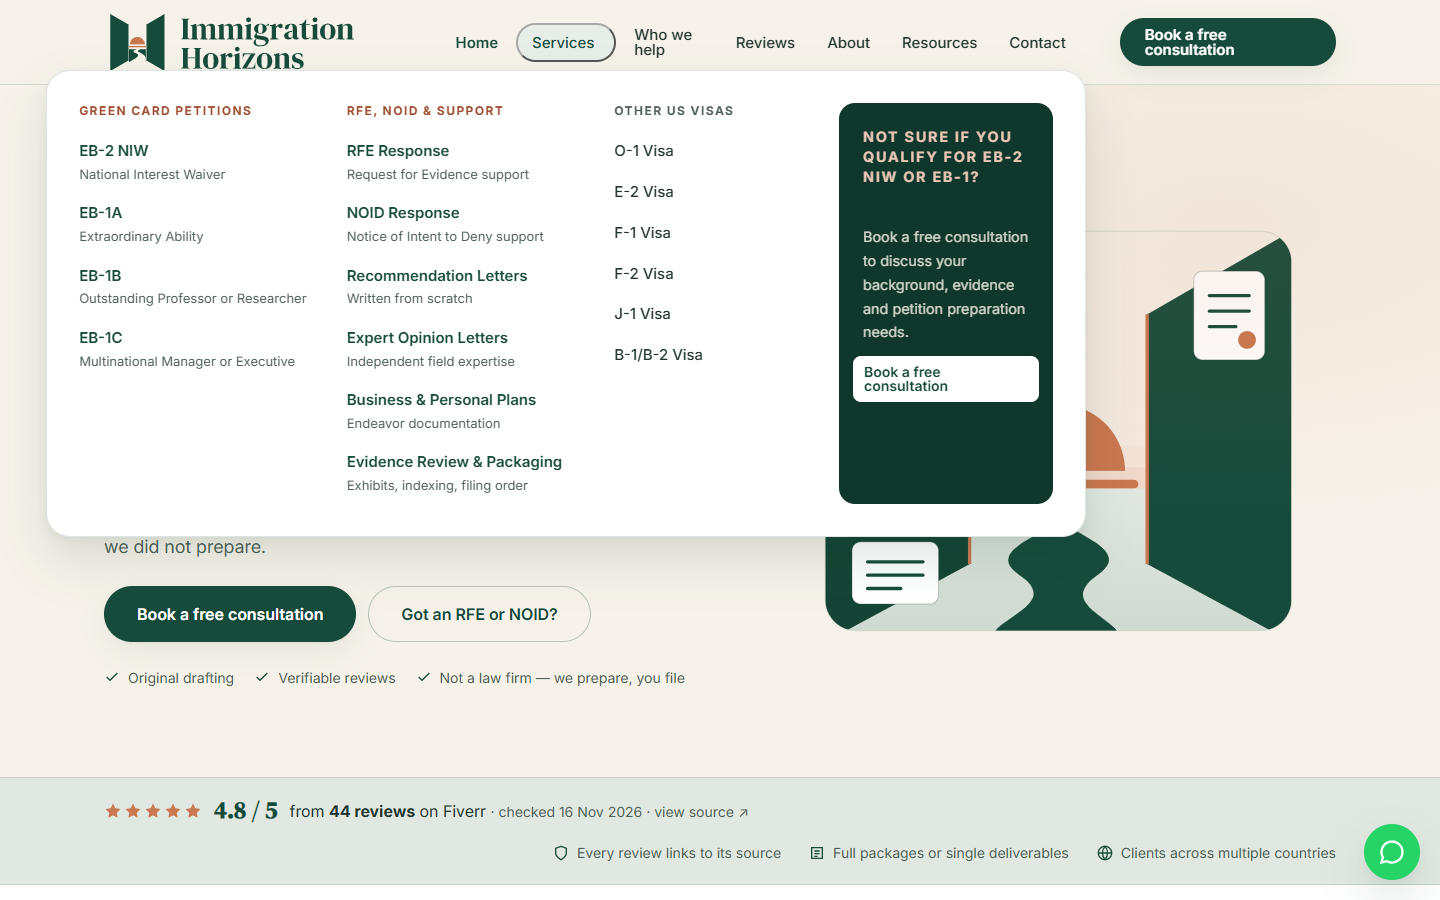 Immigration
Horizons
Home
Services
Who we
help
Reviews
About
Resources
Contact
Book a free
consultation
GREEN CARD PETITIONS
EB-2 NIW
National Interest Waiver
EB-1A
Extraordinary Ability
EB-1B
Outstanding Professor or Researcher
EB-1C
Multinational Manager or Executive
RFE, NOID & SUPPORT
RFE Response
Request for Evidence support
NOID Response
Notice of Intent to Deny support
Recommendation Letters
Written from scratch
Expert Opinion Letters
Independent field expertise
Business & Personal Plans
Endeavor documentation
Evidence Review & Packaging
Exhibits, indexing, filing order
OTHER US VISAS
O-1 Visa
E-2 Visa
F-1 Visa
F-2 Visa
J-1 Visa
B-1/B-2 Visa
NOT SURE IF YOU
QUALIFY FOR EB-2
NIW OR EB-1?
Book a free consultation
to discuss your
background, evidence
and petition preparation
needs.
Book a free
consultation
we did not prepare.
Book a free consultation
Got an RFE or NOID?
Original drafting
Verifiable reviews
Not a law firm — we prepare, you file
4.8 / 5 from 44 reviews on Fiverr · checked 16 Nov 2026 · view source ↗
Every review links to its source
Full packages or single deliverables
Clients across multiple countries